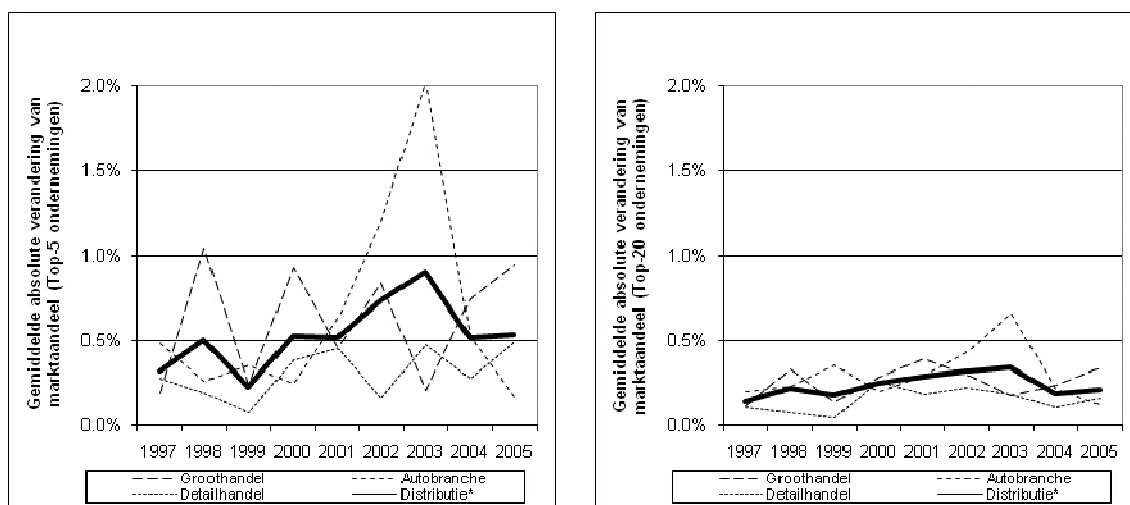 Gemiddelde absolute verandering van
marktaandeel (Top-5 ondernemingen)
2.0%
1.5%
1.0%
0.5%
0.0%
1997 1998 1999 2000 2001 2002 2003 2004 2005
Groothandel Autobranche
Detailhandel Distributie*
Gemiddelde absolute verandering van
marktaandeel (Top-20 ondernemingen)
2.0%
1.5%
1.0%
0.5%
0.0%
1997 1998 1999 2000 2001 2002 2003 2004 2005
Groothandel Autobranche
Detailhandel Distributie*